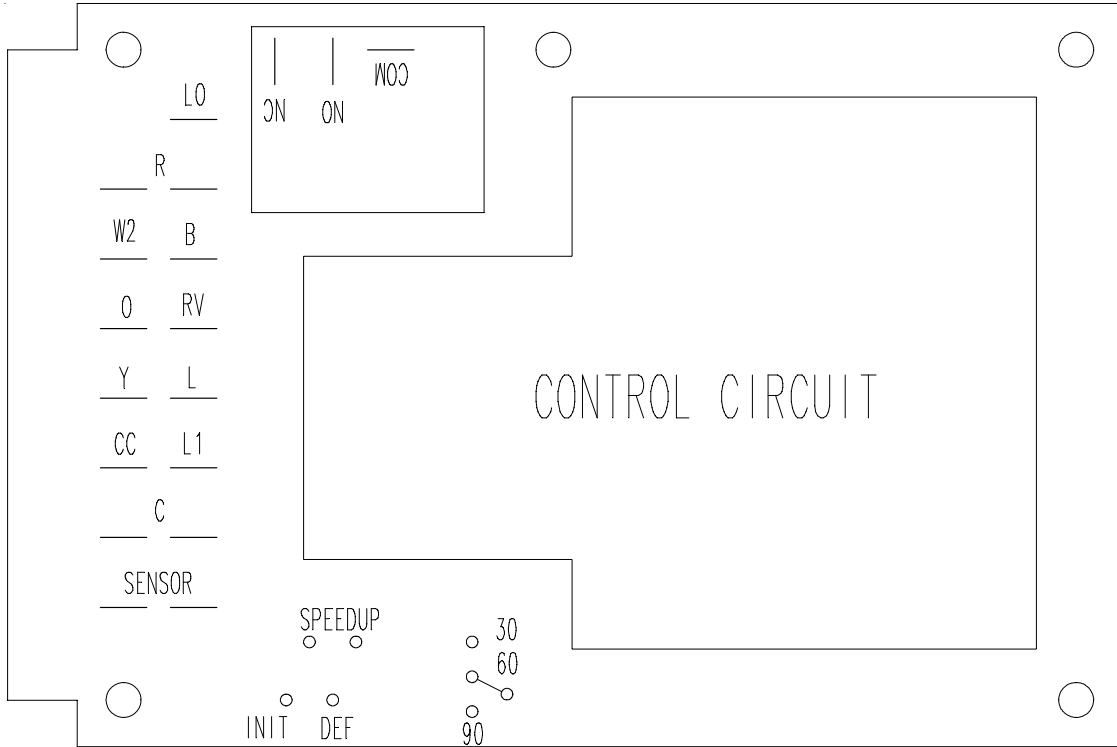 LO
R
W2 B
O RV
Y L
CC L1
C
SENSOR
NC NO COM
CONTROL CIRCUIT
SPEEDUP
30
60
90
INIT DEF